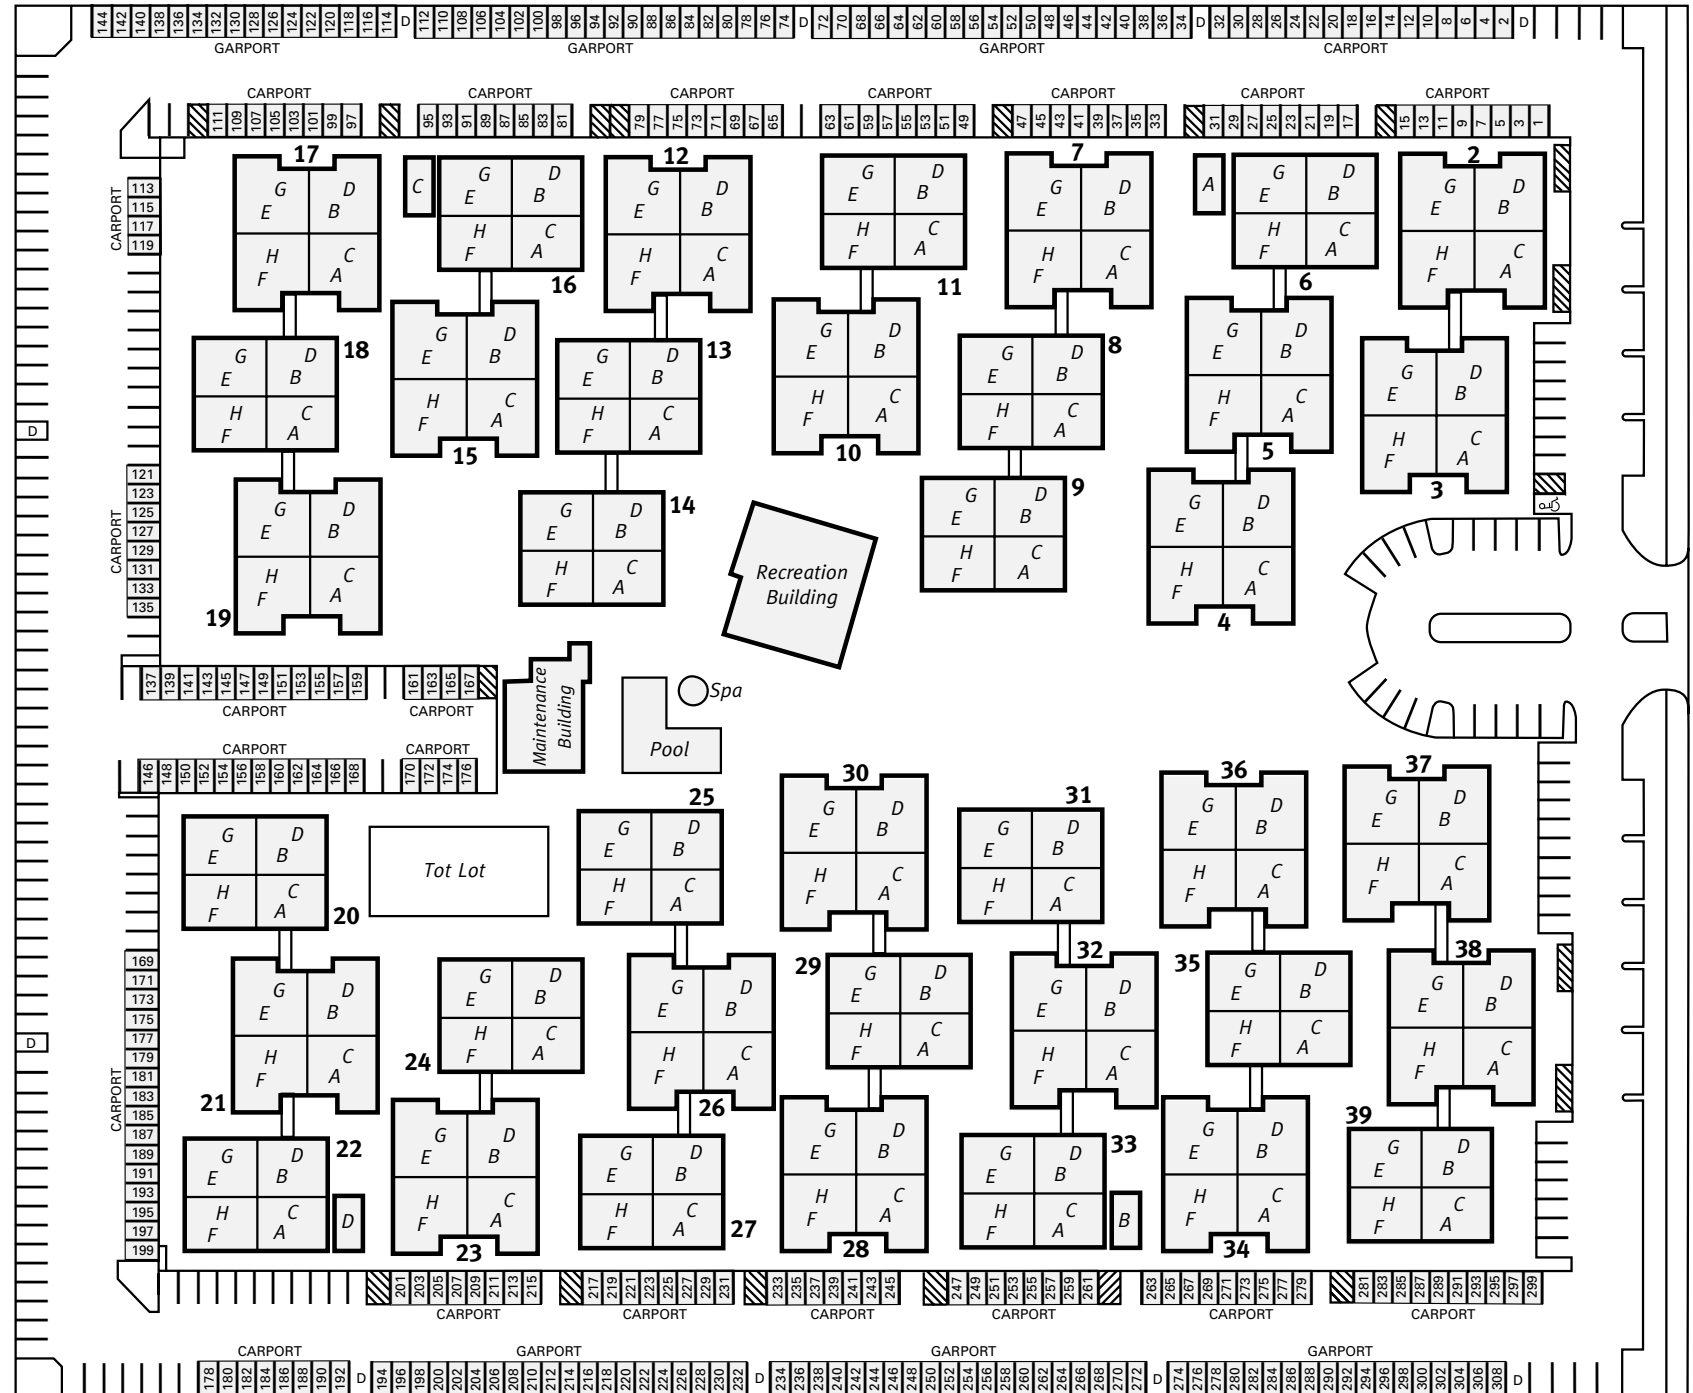 144 142 140 138 136 134 132 130 128 126 124 122 120 118 116 114 D 112 110 108 106 104 102 100 98 96 94 92 90 88 86 84 82 80 78 76 74 D 72 70 68 66 64 62 60 58 56 54 52 50 48 46 44 42 40 38 36 34 D 32 30 28 26 24 22 20 18 16 14 12 10 8 6 4 2 D
GARPORT GARPORT GARPORT CARPORT
CARPORT CARPORT CARPORT CARPORT CARPORT CARPORT CARPORT
111 109 107 105 103 101 99 97 95 93 91 89 87 85 83 81 79 77 75 73 71 69 67 65 63 61 59 57 55 53 51 49 47 45 43 41 39 37 35 33 31 29 27 25 23 21 19 17 15 13 11 9 7 5 3 1
CARPORT
113
115
117
119
17
G D
E B
H C
F A
C
G D
E B
H C
F A
16
12
G D
E B
H C
F A
G D
E B
H C
F A
11
7
G D
E B
H C
F A
A
G D
E B
H C
F A
6
2
G D
E B
H C
F A
18
G D
E B
H C
F A
G D
E B
H C
F A
15
13
G D
E B
H C
F A
G D
E B
H C
F A
10
8
G D
E B
H C
F A
G D
E B
H C
F A
5
G D
E B
H C
F A
3
D
CARPORT
121
123
125
127
129
131
133
135
G D
E B
H C
F A
19
14
G D
E B
H C
F A
Recreation
Building
9
G D
E B
H C
F A
G D
E B
H C
F A
4
137 139 141 143 145 147 149 151 153 155 157 159 161 163 165 167
CARPORT CARPORT
Maintenance
Building
Spa
Pool
CARPORT CARPORT
146 148 150 152 154 156 158 160 162 164 166 168 170 172 174 176
G D
E B
H C
F A
20
Tot Lot
25
G D
E B
H C
F A
30
G D
E B
H C
F A
31
G D
E B
H C
F A
36
G D
E B
H C
F A
37
G D
E B
H C
F A
D
CARPORT
169
171
173
175
177
179
181
183
185
187
189
191
193
195
197
199
G D
E B
H C
F A
21
24
G D
E B
H C
F A
G D
E B
H C
F A
26
29
G D
E B
H C
F A
32
G D
E B
H C
F A
35
G D
E B
H C
F A
38
G D
E B
H C
F A
22
G D
E B
H C
F A
D
G D
E B
H C
F A
23
G D
E B
H C
F A
27
G D
E B
H C
F A
28
33
G D
E B
H C
F A
B
G D
E B
H C
F A
34
39
G D
E B
H C
F A
201 203 205 207 209 211 213 215 217 219 221 223 225 227 229 231 233 235 237 239 241 243 245 247 249 251 253 255 257 259 261 263 265 267 269 271 273 275 277 279 281 283 285 287 289 291 293 295 297 299
CARPORT CARPORT CARPORT CARPORT CARPORT CARPORT
CARPORT GARPORT GARPORT GARPORT
178 180 182 184 186 188 190 192 D 194 196 198 200 202 204 206 208 210 212 214 216 218 220 222 224 226 228 230 232 D 234 236 238 240 242 244 246 248 250 252 254 256 258 260 262 264 266 268 270 272 D 274 276 278 280 282 284 286 288 290 292 294 296 298 300 302 304 306 308 D